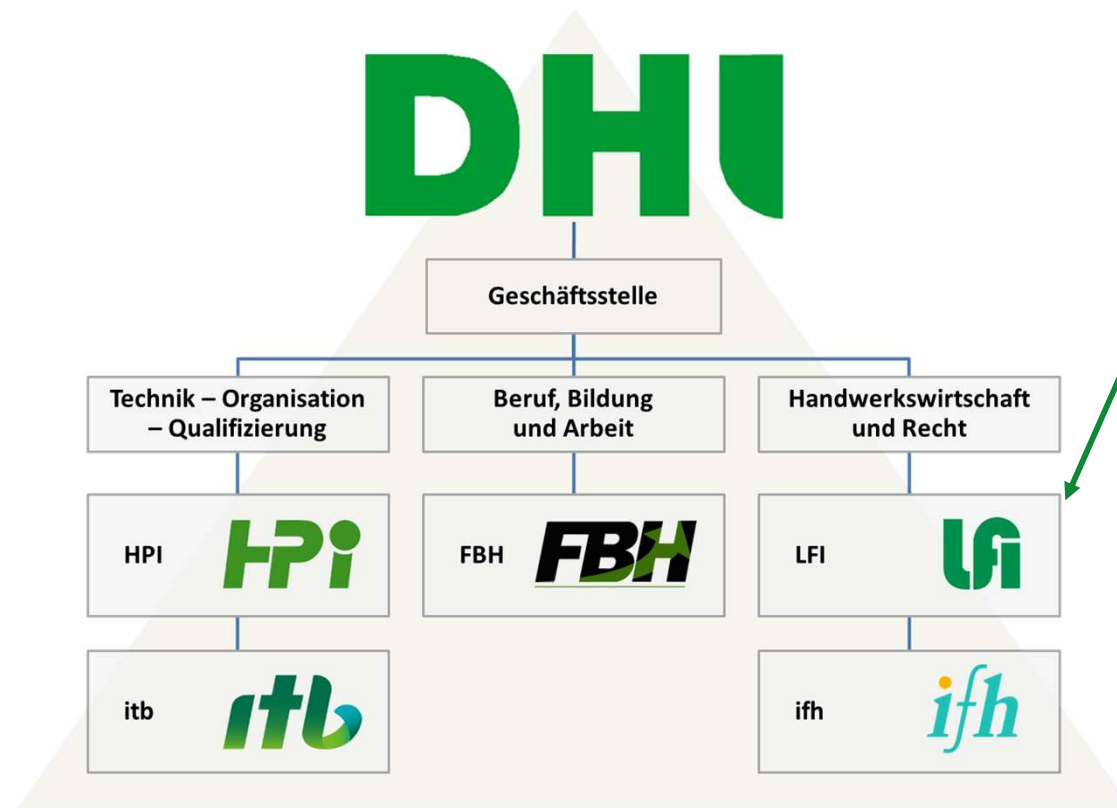 DHI
Geschäftsstelle
Technik – Organisation
– Qualifizierung
Beruf, Bildung
und Arbeit
Handwerkswirtschaft
und Recht
HPI HPi
FBH FBH
LFI LFi
itb itb
ifh ifh